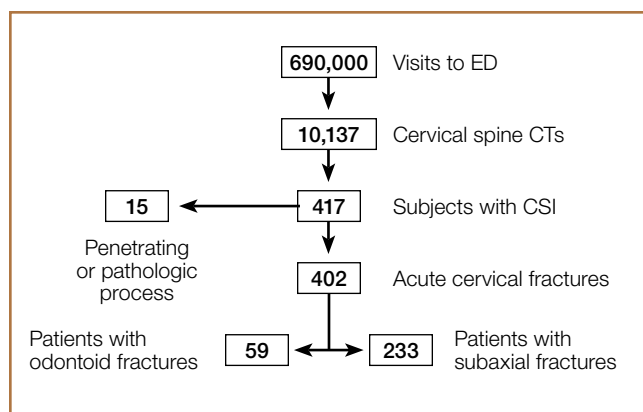 690,000 Visits to ED
10,137 Cervical spine CTs
15
417 Subjects with CSI
Penetrating
or pathologic
process
402 Acute cervical fractures
Patients with
odontoid fractures
59
233
Patients with
subaxial fractures